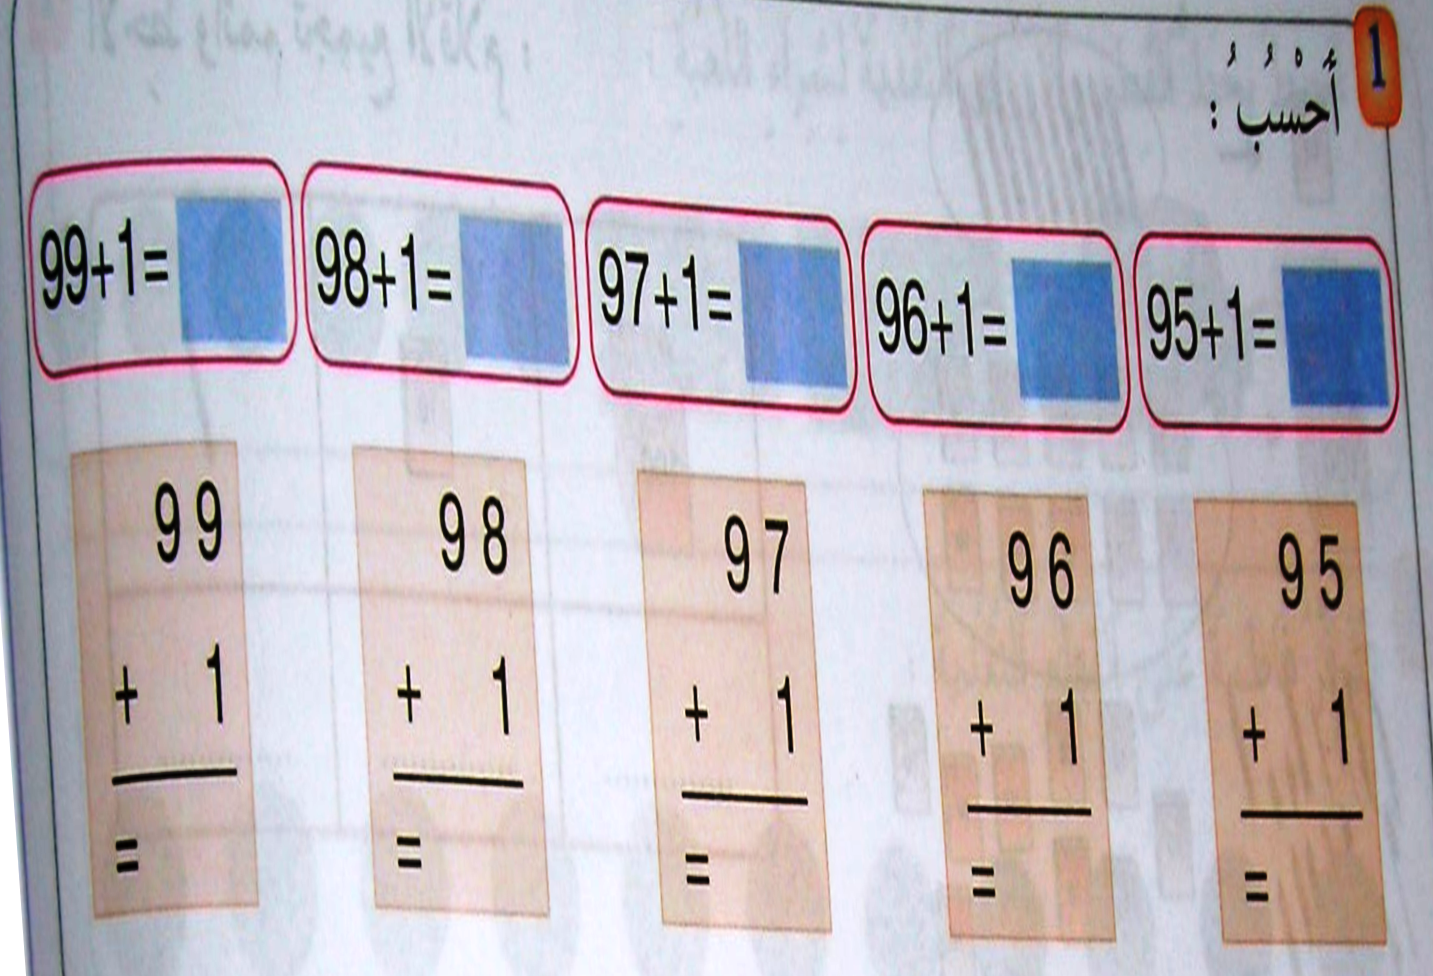 1
أَحْسُبُ :
99+1= 98+1= 97+1= 96+1= 95+1=
99 98 97 96 95
+ 1 + 1 + 1 + 1 + 1
= = = = =